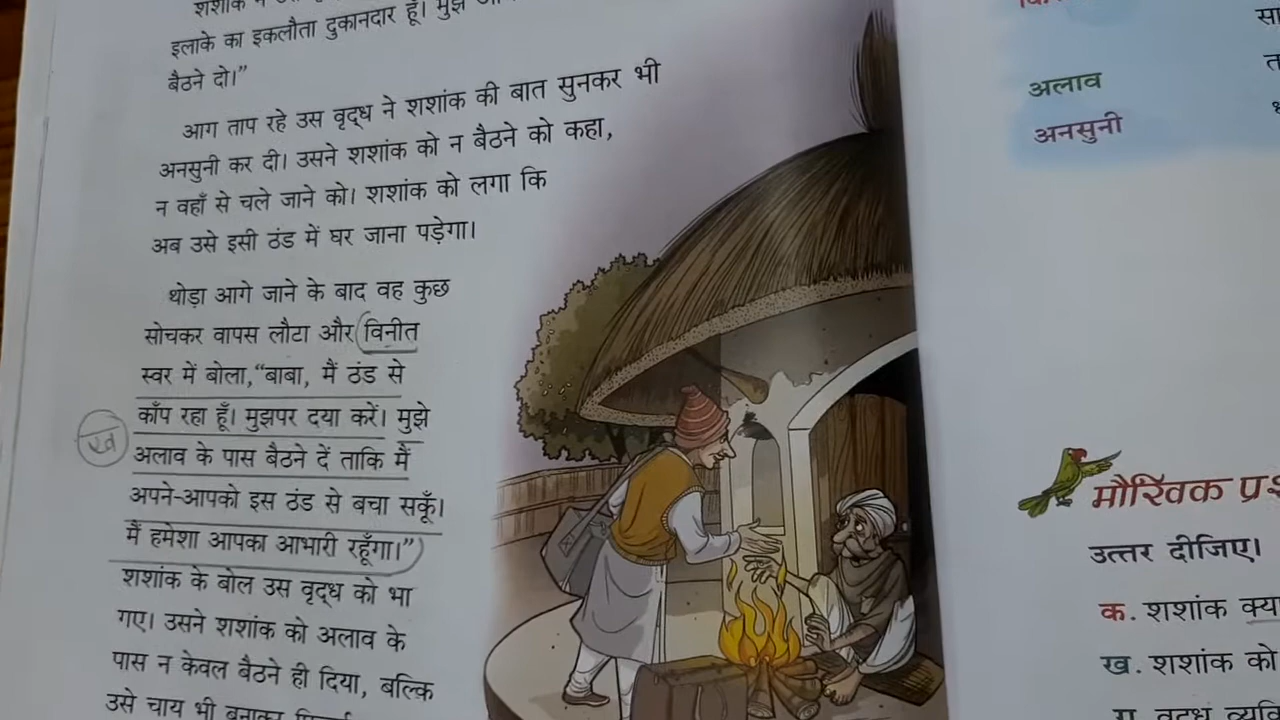 शशांक
इलाके का इकलौता दुकानदार हूँ। मुझे
बैठने दो।”
आग ताप रहे उस वृद्ध ने शशांक की बात सुनकर भी
अनसुनी कर दी। उसने शशांक को न बैठने को कहा,
न वहाँ से चले जाने को। शशांक को लगा कि
अब उसे इसी ठंड में घर जाना पड़ेगा।
थोड़ा आगे जाने के बाद वह कुछ
सोचकर वापस लौटा और विनीत
स्वर में बोला,“बाबा, मैं ठंड से
काँप रहा हूँ। मुझपर दया करें। मुझे
अलाव के पास बैठने दें ताकि मैं
अपने-आपको इस ठंड से बचा सकूँ।
मैं हमेशा आपका आभारी रहूँगा।”
ख
शशांक के बोल उस वृद्ध को भा
गए। उसने शशांक को अलाव के
पास न केवल बैठने ही दिया, बल्कि
उसे चाय भी बनाकर
अलाव
अनसुनी
मौखिक
उत्तर दीजिए।
क. शशांक क्या
ख. शशांक को
ग. वृद्ध